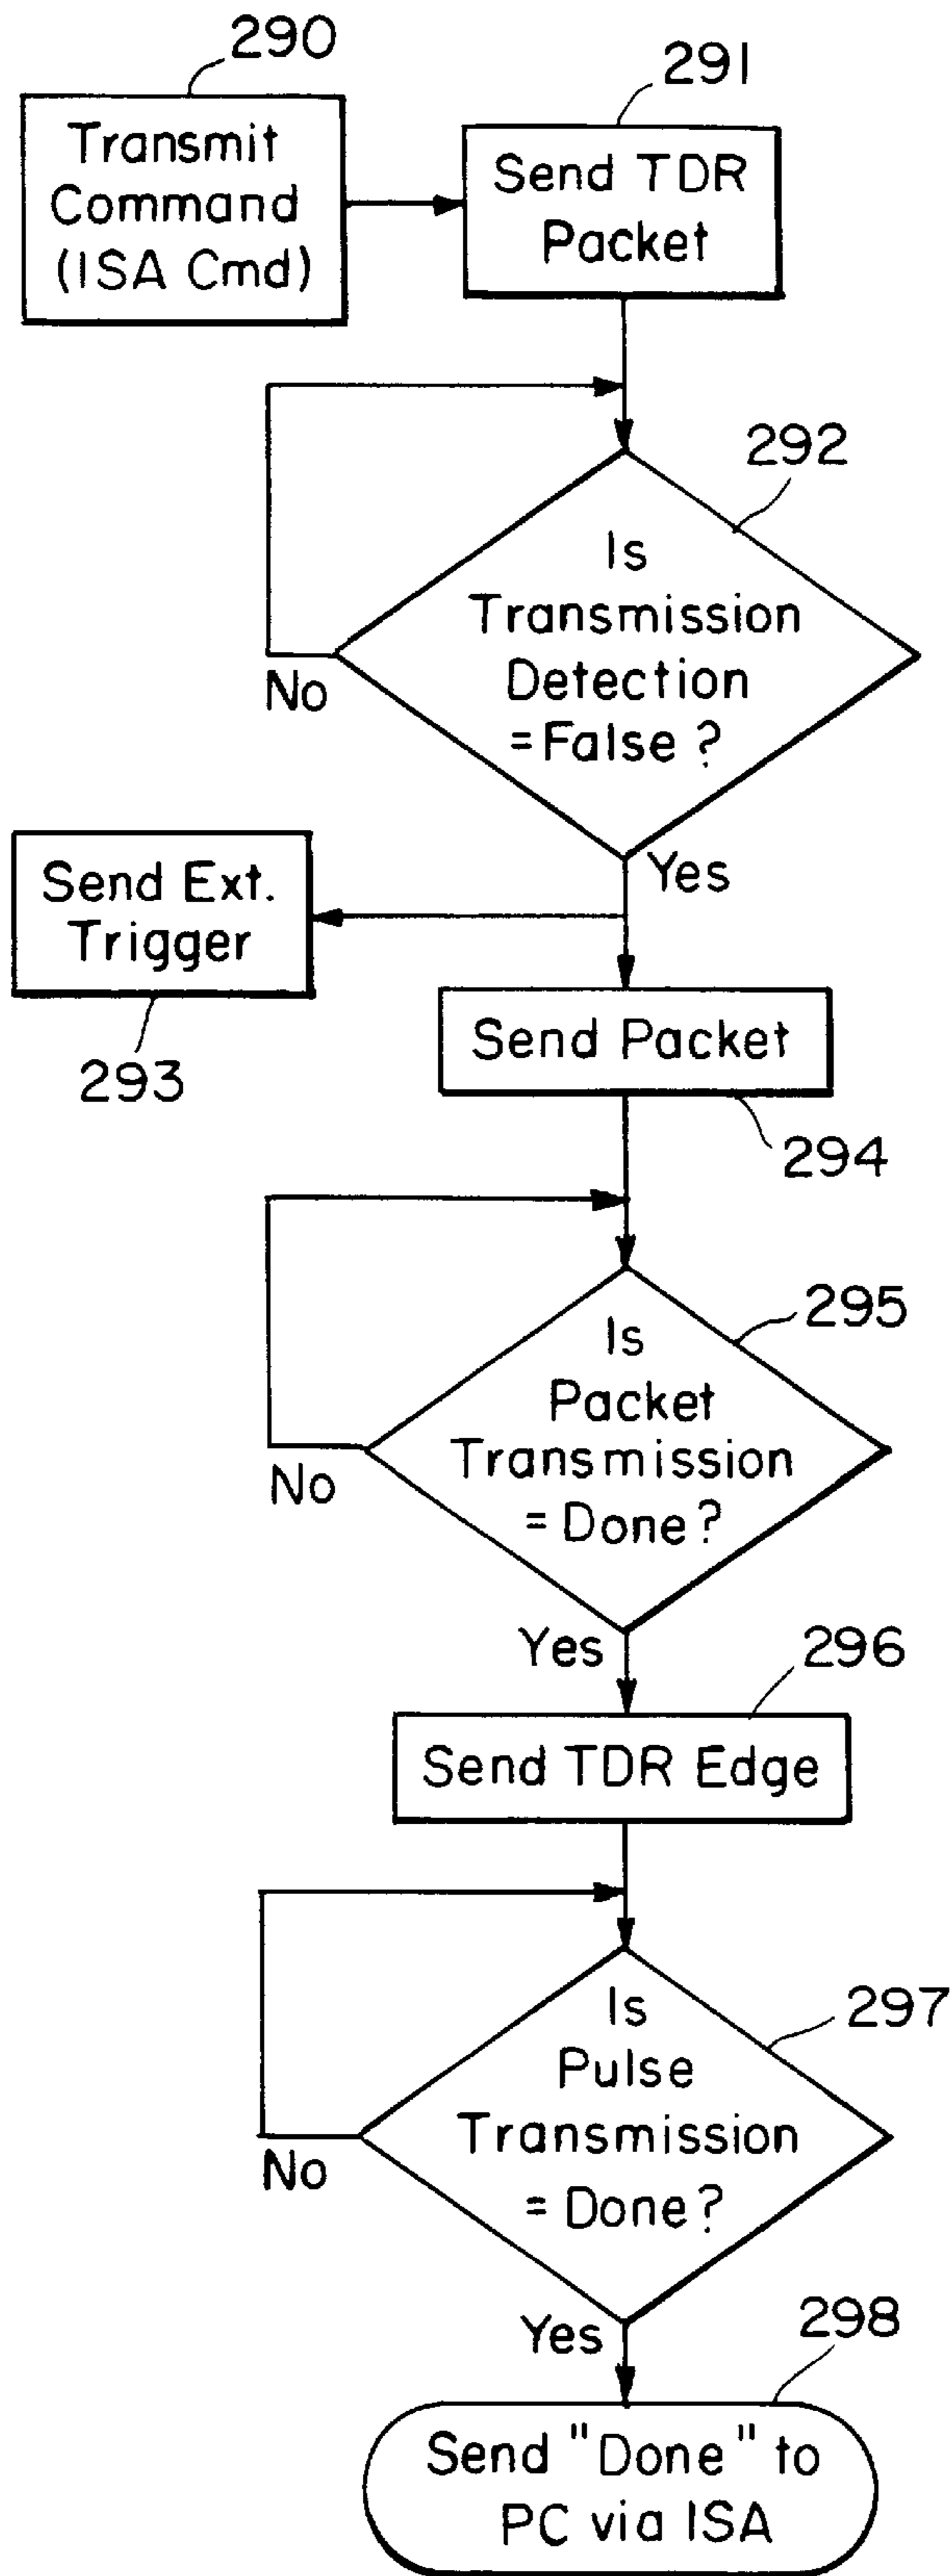 290
Transmit
Command
(ISA Cmd)
291
Send TDR
Packet
292
Is
Transmission
Detection
=False ?
No
Yes
Send Ext.
Trigger
293
Send Packet
294
295
Is
Packet
Transmission
= Done?
No
Yes
296
Send TDR Edge
297
Is
Pulse
Transmission
= Done?
No
Yes
298
Send "Done" to
PC via ISA